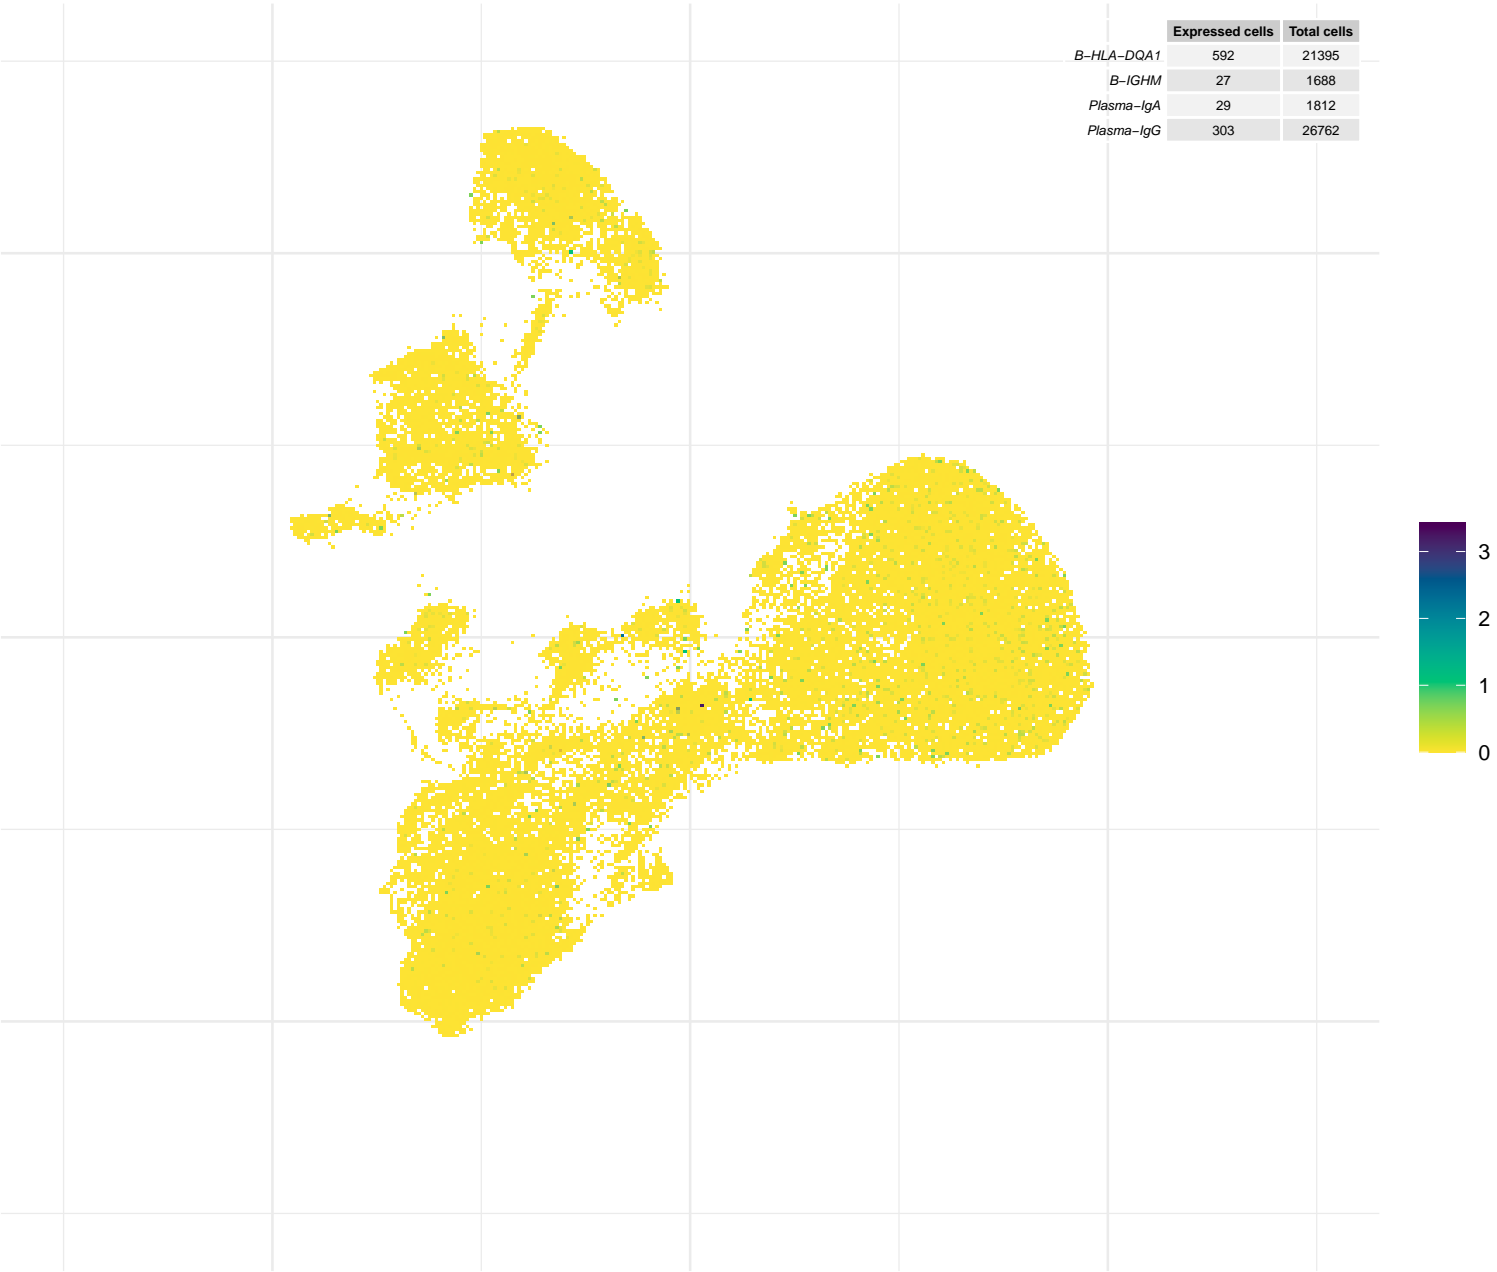 Expressed cells Total cells
B−HLA−DQA1 592 21395
B−IGHM 27 1688
Plasma−IgA 29 1812
Plasma−IgG 303 26762
3
2
1
0